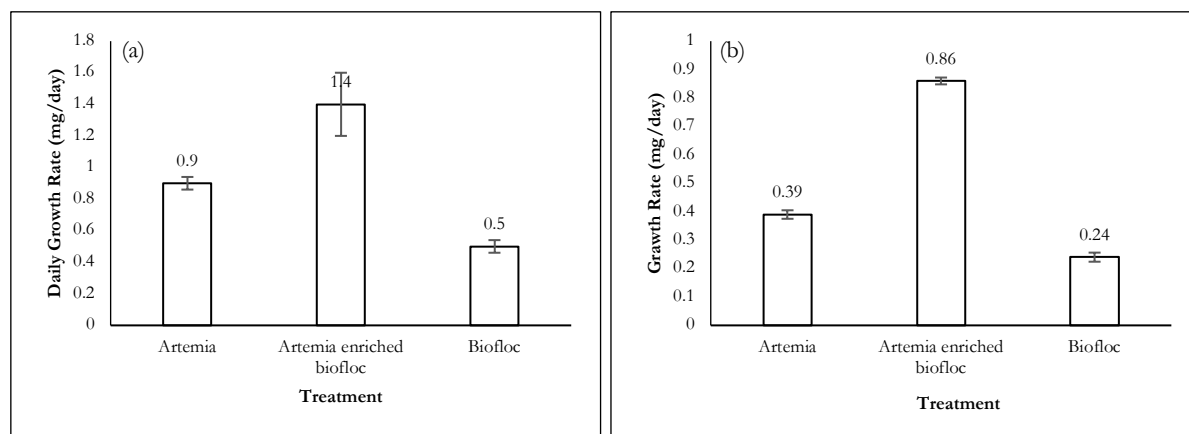 (a)
Daily Growth Rate (mg/day)
1.8
1.6
1.4
1.2
1
0.8
0.6
0.4
0.2
0
0.9
1.4
0.5
Artemia
Artemia enriched
biofloc
Biofloc
Treatment
(b)
Grawth Rate (mg/day)
1
0.9
0.8
0.7
0.6
0.5
0.4
0.3
0.2
0.1
0
0.39
0.86
0.24
Artemia
Artemia enriched
biofloc
Biofloc
Treatment